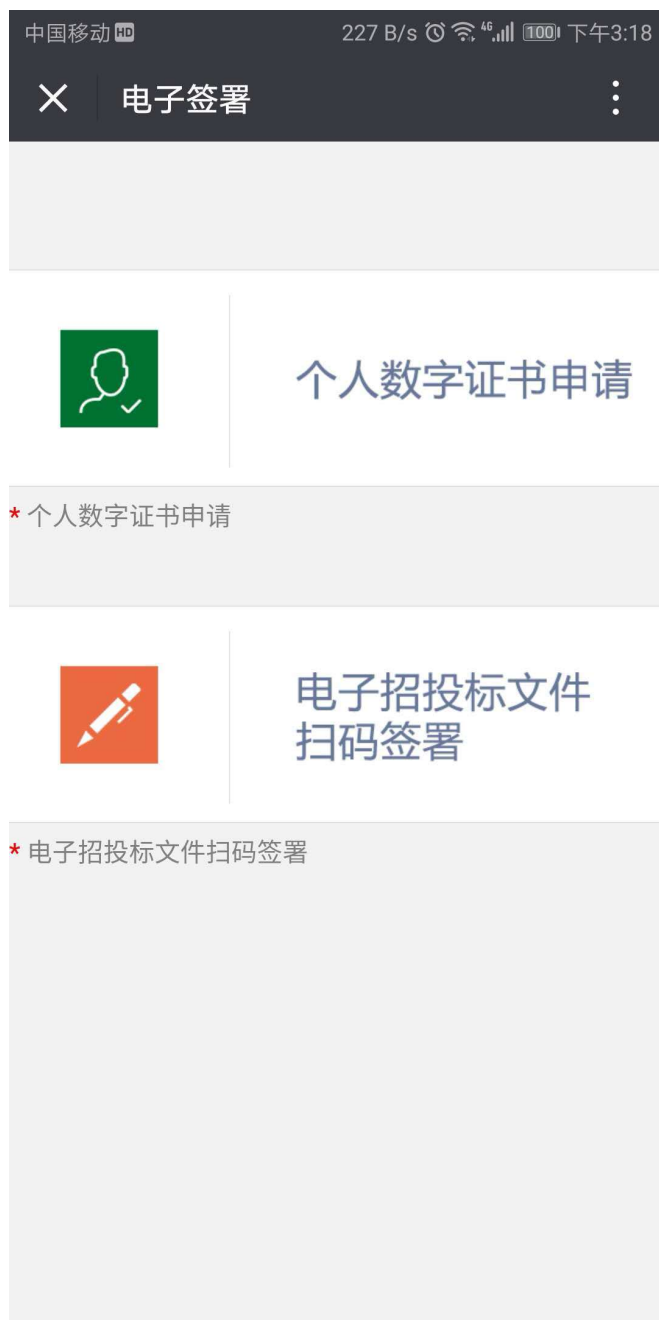 中国移动 HD 227 B/s 4G 100 下午3:18
电子签署
个人数字证书申请
* 个人数字证书申请
电子招投标文件
扫码签署
* 电子招投标文件扫码签署